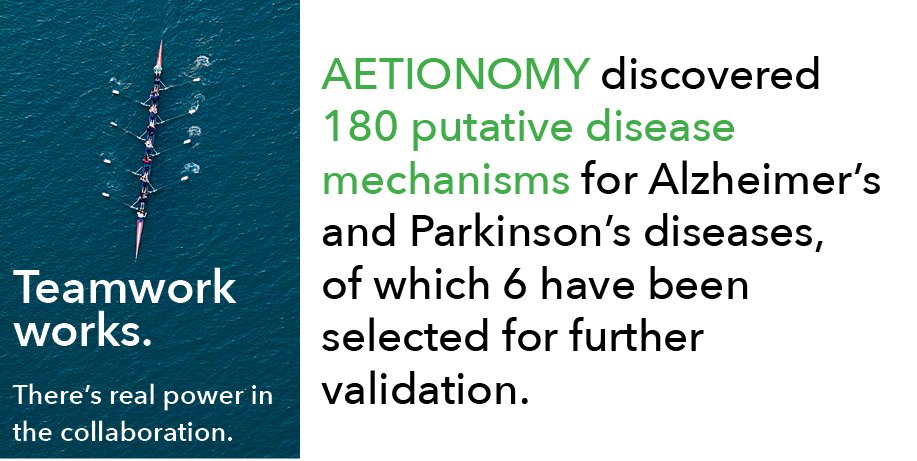 Teamwork
works.
There’s real power in
the collaboration.
AETIONOMY discovered
180 putative disease
mechanisms for Alzheimer’s
and Parkinson’s diseases,
of which 6 have been
selected for further
validation.